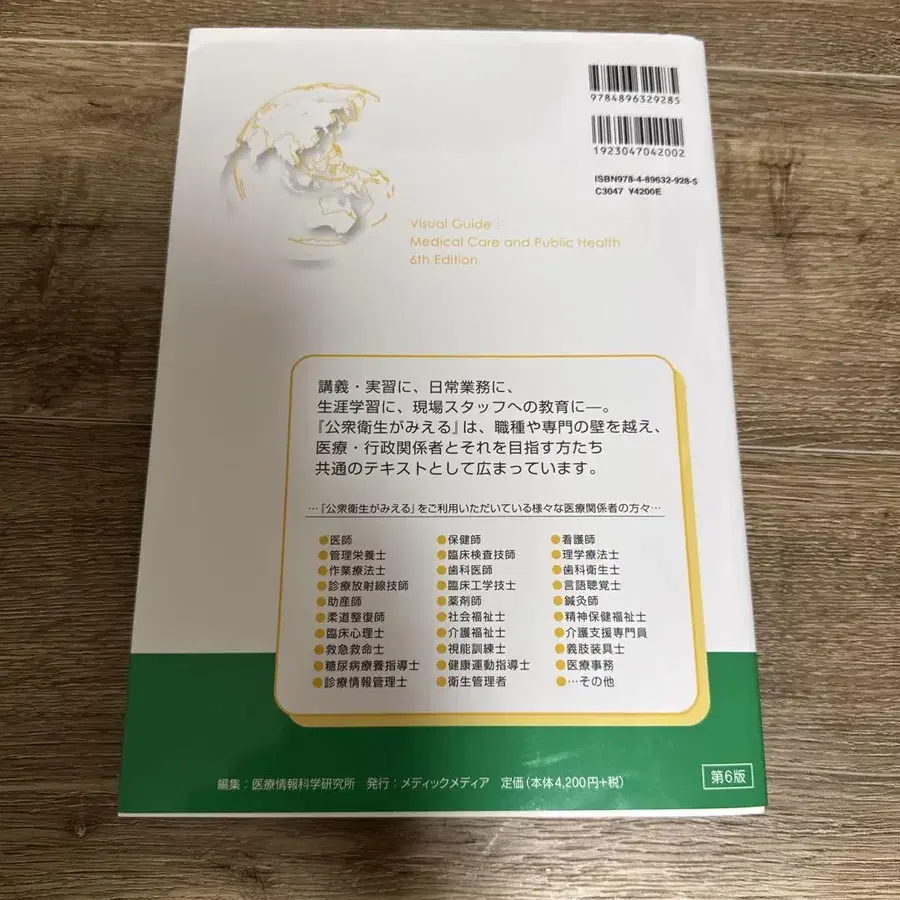 9784896329285
1923047042002
ISBN978-4-89632-928-5
C3047 ¥4200E
Visual Guide :
Medical Care and Public Health
6th Edition
講義・実習に、日常業務に、
生涯学習に、現場スタッフへの教育に―。
『公衆衛生がみえる』は、職種や専門の壁を越え、
医療・行政関係者とそれを目指す方たち
共通のテキストとして広まっています。
…『公衆衛生がみえる』をご利用いただいている様々な医療関係者の方々…
●医師 ●保健師 ●看護師
●管理栄養士 ●臨床検査技師 ●理学療法士
●作業療法士 ●歯科医師 ●歯科衛生士
●診療放射線技師 ●臨床工学技士 ●言語聴覚士
●助産師 ●薬剤師 ●鍼灸師
●柔道整復師 ●社会福祉士 ●精神保健福祉士
●臨床心理士 ●介護福祉士 ●介護支援専門員
●救急救命士 ●視能訓練士 ●義肢装具士
●糖尿病療養指導士 ●健康運動指導士 ●医療事務
●診療情報管理士 ●衛生管理者 ●…その他
編集：医療情報科学研究所 発行：メディックメディア 定価（本体4,200円+税）
第6版